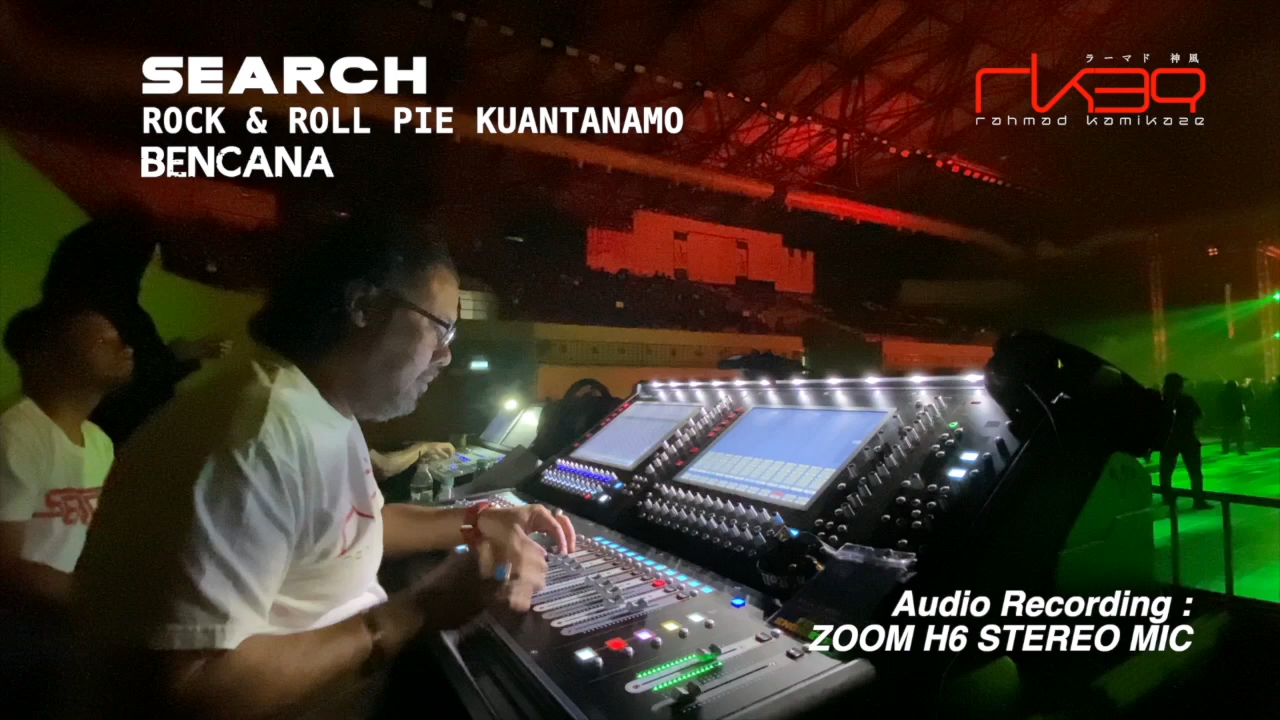 SEARCH
ROCK & ROLL PIE KUANTANAMO
BENCANA
ラーマド 神風
rk39
rahmad kamikaze
Audio Recording :
ZOOM H6 STEREO MIC